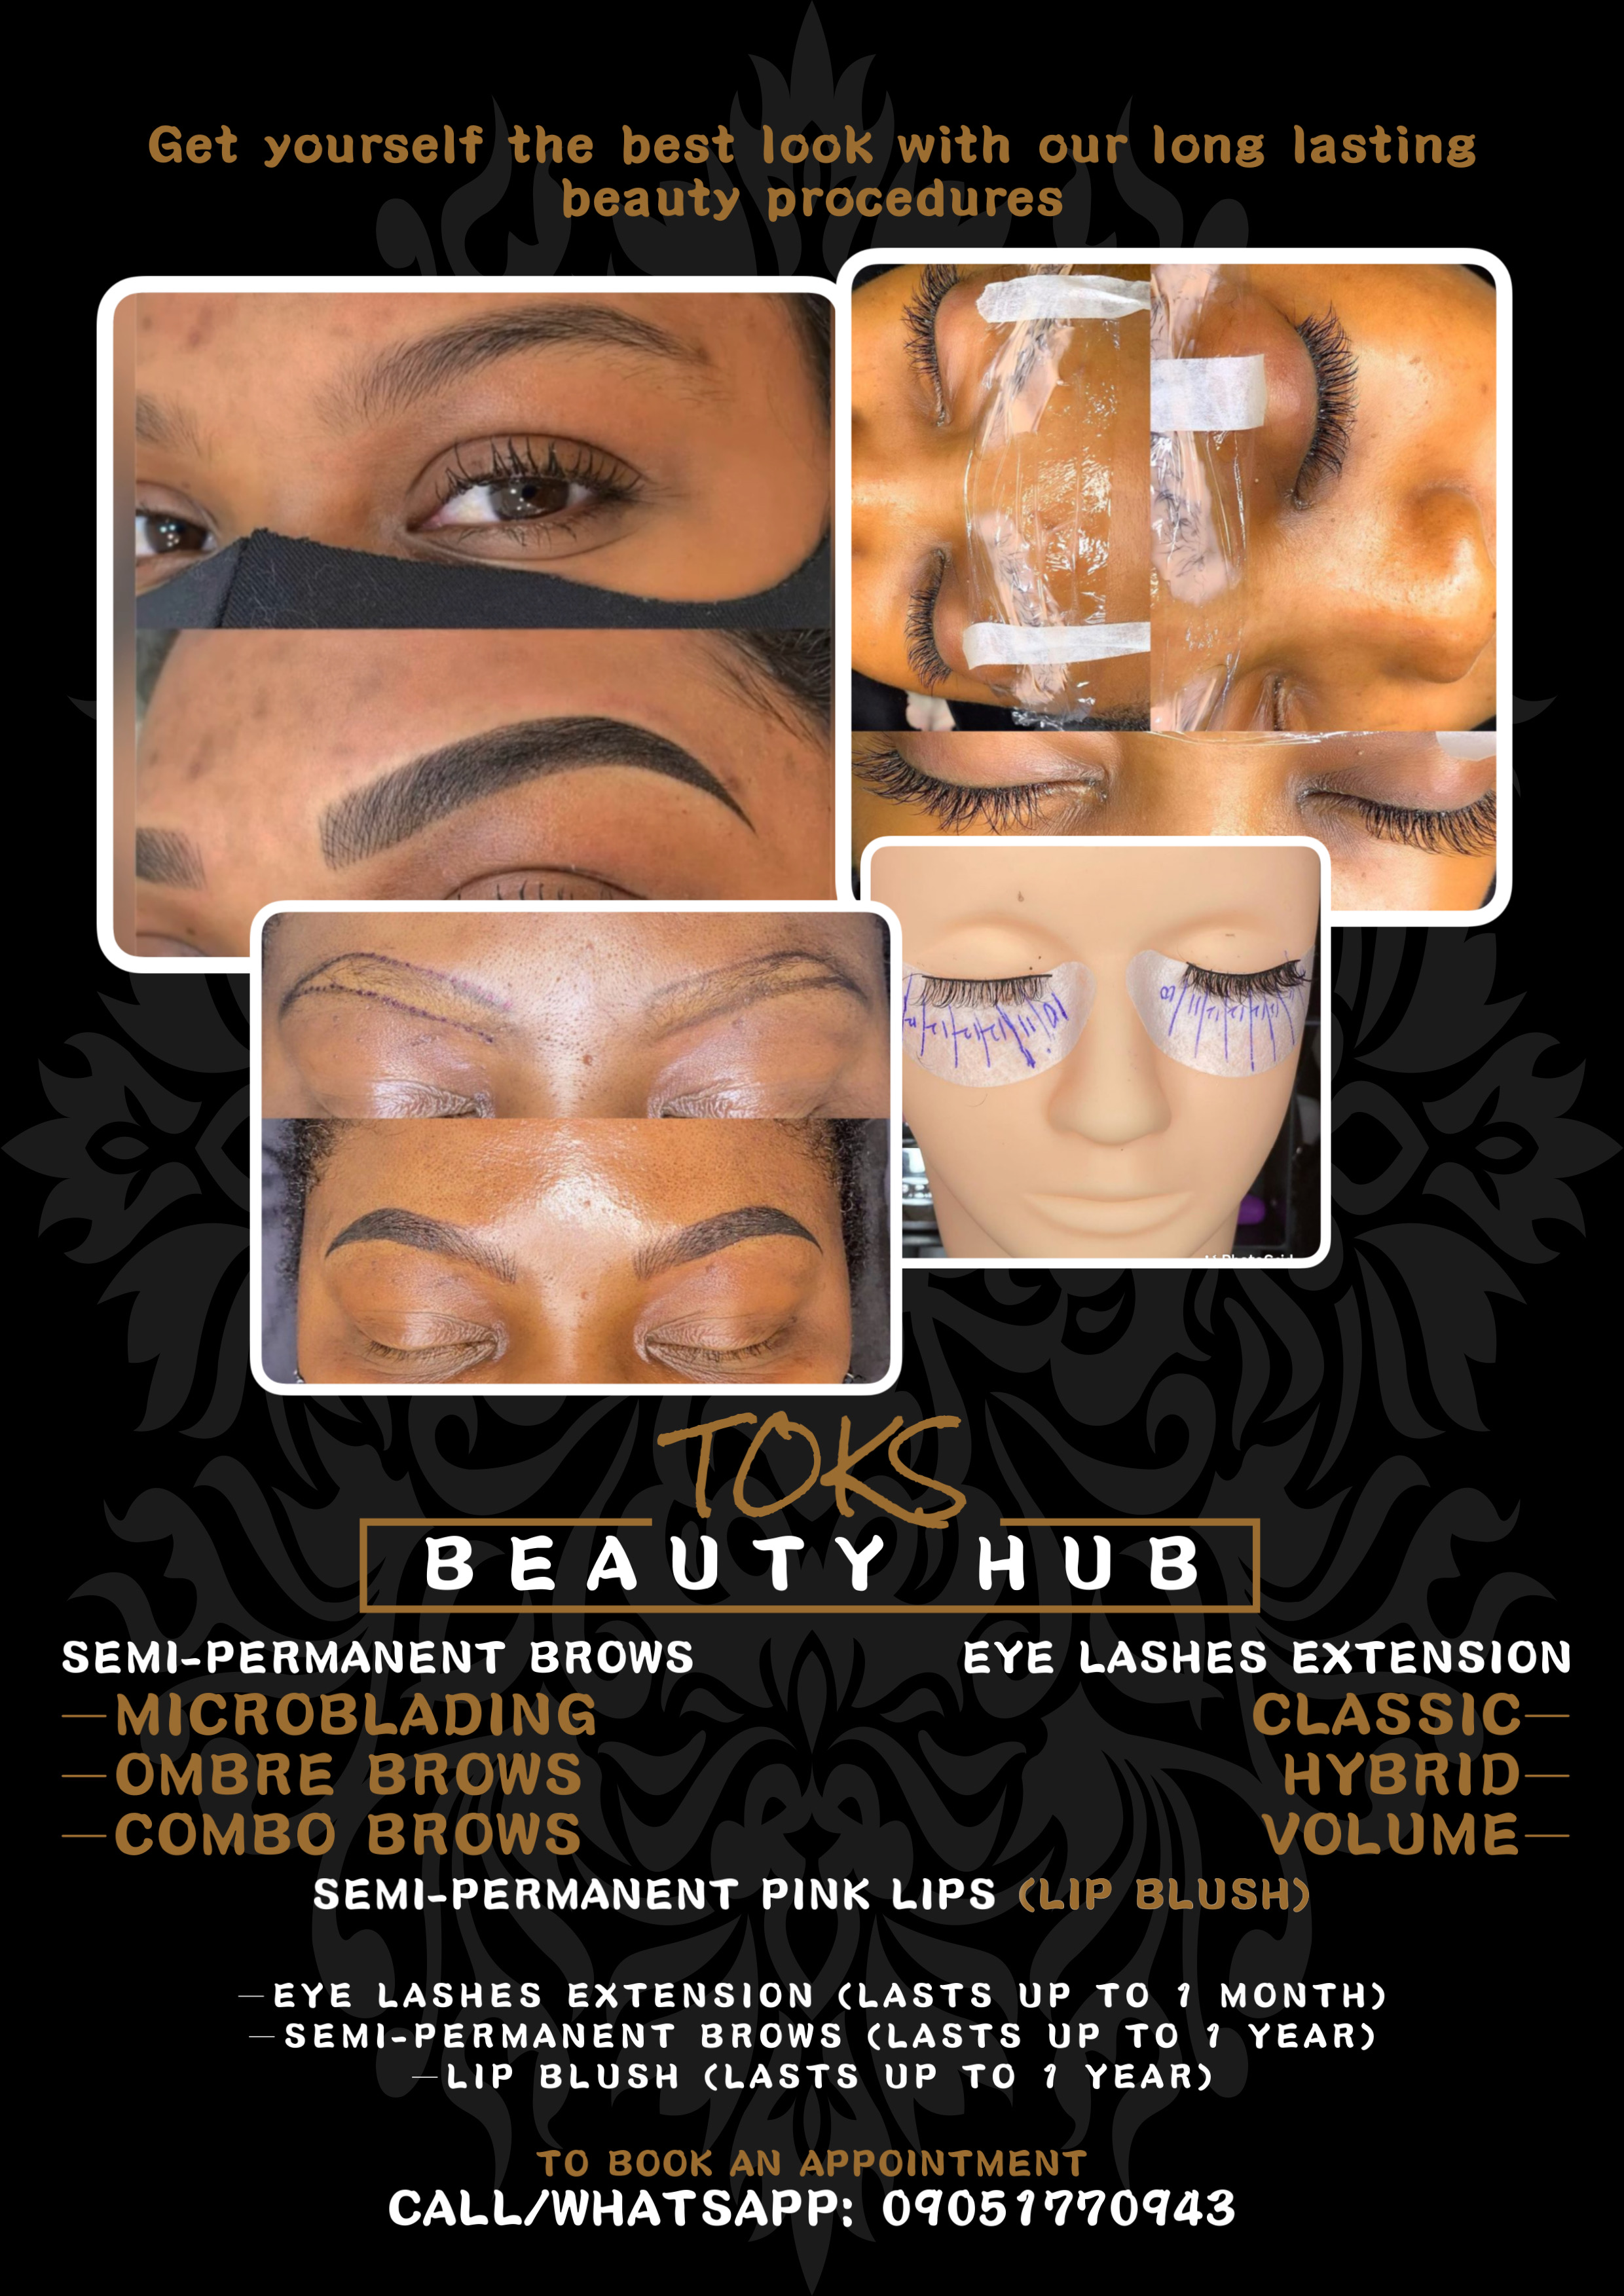 Get yourself the best look with our long lasting
beauty procedures
TOKS
BEAUTY HUB
SEMI-PERMANENT BROWS
—MICROBLADING
—OMBRE BROWS
—COMBO BROWS
EYE LASHES EXTENSION
CLASSIC—
HYBRID—
VOLUME—
SEMI-PERMANENT PINK LIPS (LIP BLUSH)
—EYE LASHES EXTENSION (LASTS UP TO 1 MONTH)
—SEMI-PERMANENT BROWS (LASTS UP TO 1 YEAR)
—LIP BLUSH (LASTS UP TO 1 YEAR)
TO BOOK AN APPOINTMENT
CALL/WHATSAPP: 09051770943